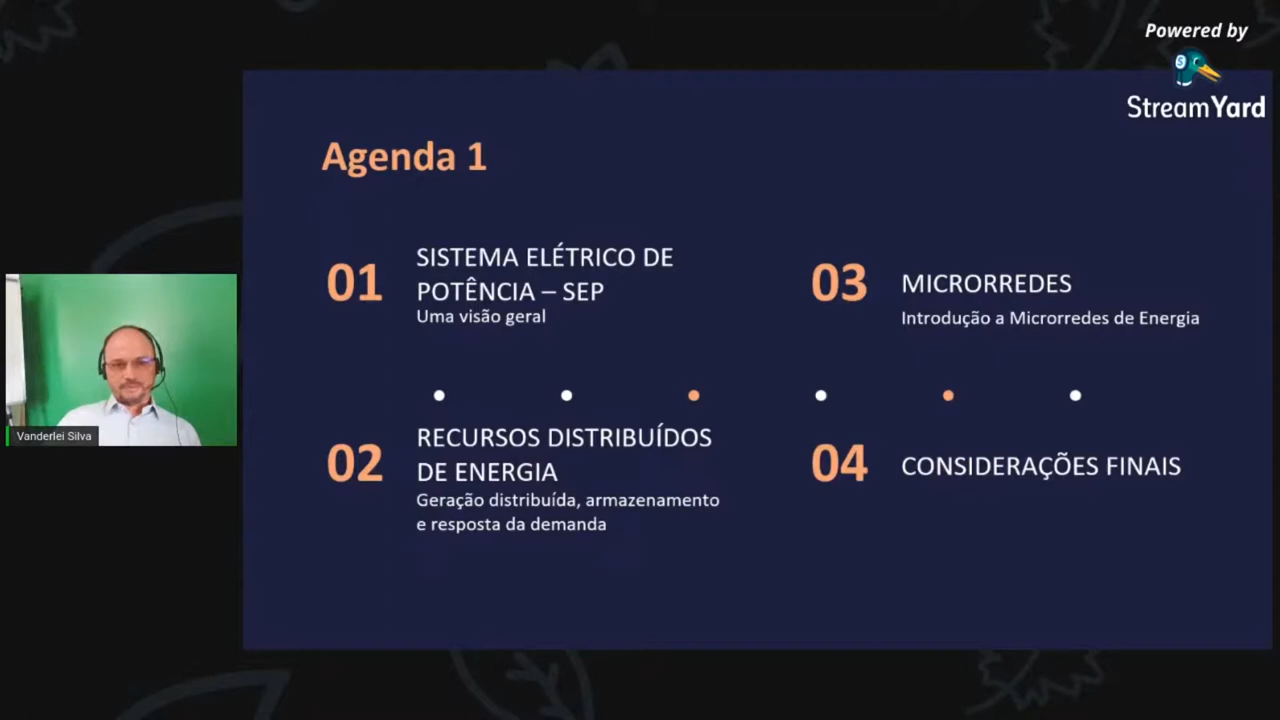 Powered by
StreamYard
Agenda 1
01
SISTEMA ELÉTRICO DE
POTÊNCIA – SEP
Uma visão geral
02
RECURSOS DISTRIBUÍDOS
DE ENERGIA
Geração distribuída, armazenamento
e resposta da demanda
03
MICRORREDES
Introdução a Microrredes de Energia
04
CONSIDERAÇÕES FINAIS
Vanderlei Silva